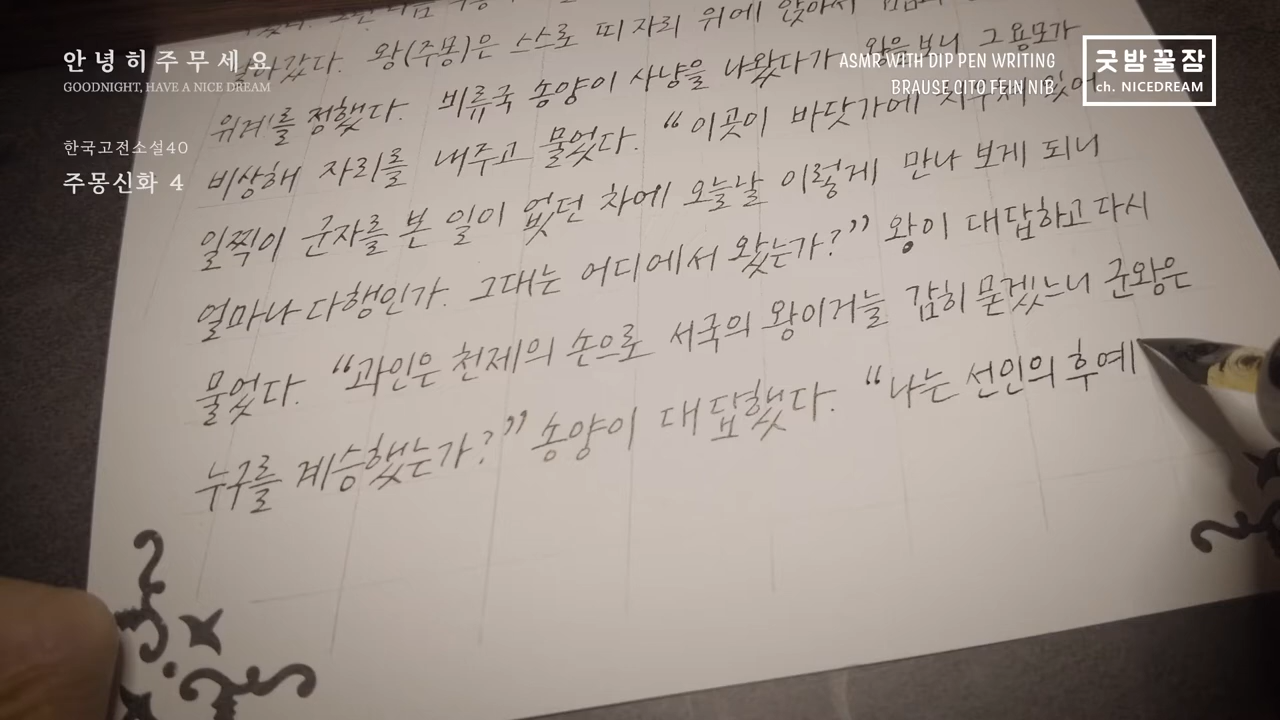 안녕히주무세요
GOODNIGHT, HAVE A NICE DREAM
한국고전소설40
주몽신화 4
ASMR WITH DIP PEN WRITING
BRAUSE CITO FEIN NIB
굿밤꿀잠
ch. NICEDREAM
왕(주몽)은 스스로 띠자리 위에 앉아서
위계를 정했다. 비류국 송양이 사냥을 나왔다가 왕을 보니 그 용모가
비상해 자리를 내주고 물었다. “이곳이 바닷가에 있어
일찍이 군자를 본 일이 없던 차에 오늘날 이렇게 만나 보게 되니
얼마나 다행인가. 그대는 어디에서 왔는가?” 왕이 대답하고 다시
물었다. “과인은 천제의 손으로 서국의 왕이거늘 감히 묻겠느니 군왕은
누구를 계승했는가?” 송양이 대답했다. “나는 선인의 후예